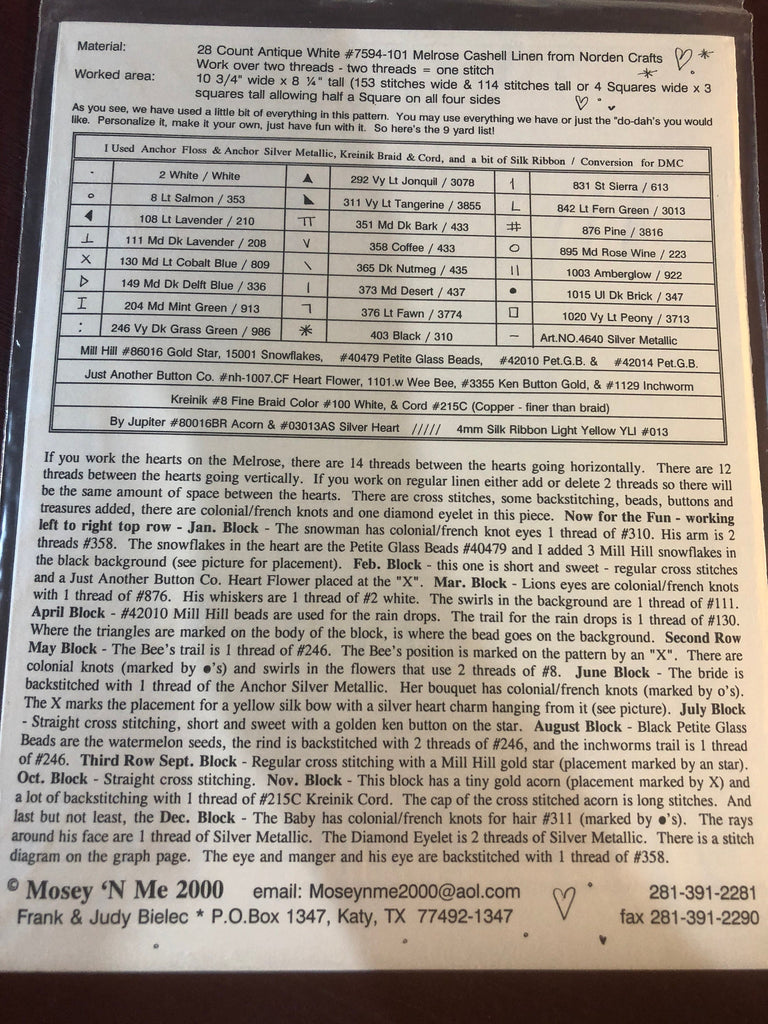 Material: 28 Count Antique White #7594-101 Melrose Cashell Linen from Norden Crafts
Work over two threads - two threads = one stitch
Worked area: 10 3/4" wide x 8 ¼" tall (153 stitches wide & 114 stitches tall or 4 Squares wide x 3
squares tall allowing half a Square on all four sides
As you see, we have used a little bit of everything in this pattern. You may use everything we have or just the "do-dah's you would
like. Personalize it, make it your own, just have fun with it. So here's the 9 yard list!
I Used Anchor Floss & Anchor Silver Metallic, Kreinik Braid & Cord, and a bit of Silk Ribbon / Conversion for DMC
· 2 White / White ▲ 292 Vy Lt Jonquil / 3078 ┤ 831 St Sierra / 613
o 8 Lt Salmon / 353 ◣ 311 Vy Lt Tangerine / 3855 L 842 Lt Fern Green / 3013
◀ 108 Lt Lavender / 210 TT 351 Md Dk Bark / 433 # 876 Pine / 3816
⊥ 111 Md Dk Lavender / 208 V 358 Coffee / 433 O 895 Md Rose Wine / 223
X 130 Md Lt Cobalt Blue / 809 \ 365 Dk Nutmeg / 435 || 1003 Amberglow / 922
▷ 149 Md Dk Delft Blue / 336 | 373 Md Desert / 437 ● 1015 Ul Dk Brick / 347
I 204 Md Mint Green / 913 ¬ 376 Lt Fawn / 3774 □ 1020 Vy Lt Peony / 3713
: 246 Vy Dk Grass Green / 986 * 403 Black / 310 – Art.NO.4640 Silver Metallic
Mill Hill #86016 Gold Star, 15001 Snowflakes, #40479 Petite Glass Beads, #42010 Pet.G.B. & #42014 Pet.G.B.
Just Another Button Co. #nh-1007.CF Heart Flower, 1101.w Wee Bee, #3355 Ken Button Gold, & #1129 Inchworm
Kreinik #8 Fine Braid Color #100 White, & Cord #215C (Copper - finer than braid)
By Jupiter #80016BR Acorn & #03013AS Silver Heart ///// 4mm Silk Ribbon Light Yellow YLI #013
If you work the hearts on the Melrose, there are 14 threads between the hearts going horizontally. There are 12
threads between the hearts going vertically. If you work on regular linen either add or delete 2 threads so there will
be the same amount of space between the hearts. There are cross stitches, some backstitching, beads, buttons and
treasures added, there are colonial/french knots and one diamond eyelet in this piece. Now for the Fun - working
left to right top row - Jan. Block - The snowman has colonial/french knot eyes 1 thread of #310. His arm is 2
threads #358. The snowflakes in the heart are the Petite Glass Beads #40479 and I added 3 Mill Hill snowflakes in
the black background (see picture for placement). Feb. Block - this one is short and sweet - regular cross stitches
and a Just Another Button Co. Heart Flower placed at the "X". Mar. Block - Lions eyes are colonial/french knots
with 1 thread of #876. His whiskers are 1 thread of #2 white. The swirls in the background are 1 thread of #111.
April Block - #42010 Mill Hill beads are used for the rain drops. The trail for the rain drops is 1 thread of #130.
Where the triangles are marked on the body of the block, is where the bead goes on the background. Second Row
May Block - The Bee's trail is 1 thread of #246. The Bee's position is marked on the pattern by an "X". There are
colonial knots (marked by ●'s) and swirls in the flowers that use 2 threads of #8. June Block - The bride is
backstitched with 1 thread of the Anchor Silver Metallic. Her bouquet has colonial/french knots (marked by o's).
The X marks the placement for a yellow silk bow with a silver heart charm hanging from it (see picture). July Block
- Straight cross stitching, short and sweet with a golden ken button on the star. August Block - Black Petite Glass
Beads are the watermelon seeds, the rind is backstitched with 2 threads of #246, and the inchworms trail is 1 thread
of #246. Third Row Sept. Block - Regular cross stitching with a Mill Hill gold star (placement marked by an star).
Oct. Block - Straight cross stitching. Nov. Block - This block has a tiny gold acorn (placement marked by X) and
a lot of backstitching with 1 thread of #215C Kreinik Cord. The cap of the cross stitched acorn is long stitches. And
last but not least, the Dec. Block - The Baby has colonial/french knots for hair #311 (marked by ●'s). The rays
around his face are 1 thread of Silver Metallic. The Diamond Eyelet is 2 threads of Silver Metallic. There is a stitch
diagram on the graph page. The eye and manger and his eye are backstitched with 1 thread of #358.
© Mosey 'N Me 2000 email: Moseynme2000@aol.com 281-391-2281
Frank & Judy Bielec * P.O.Box 1347, Katy, TX 77492-1347 fax 281-391-2290